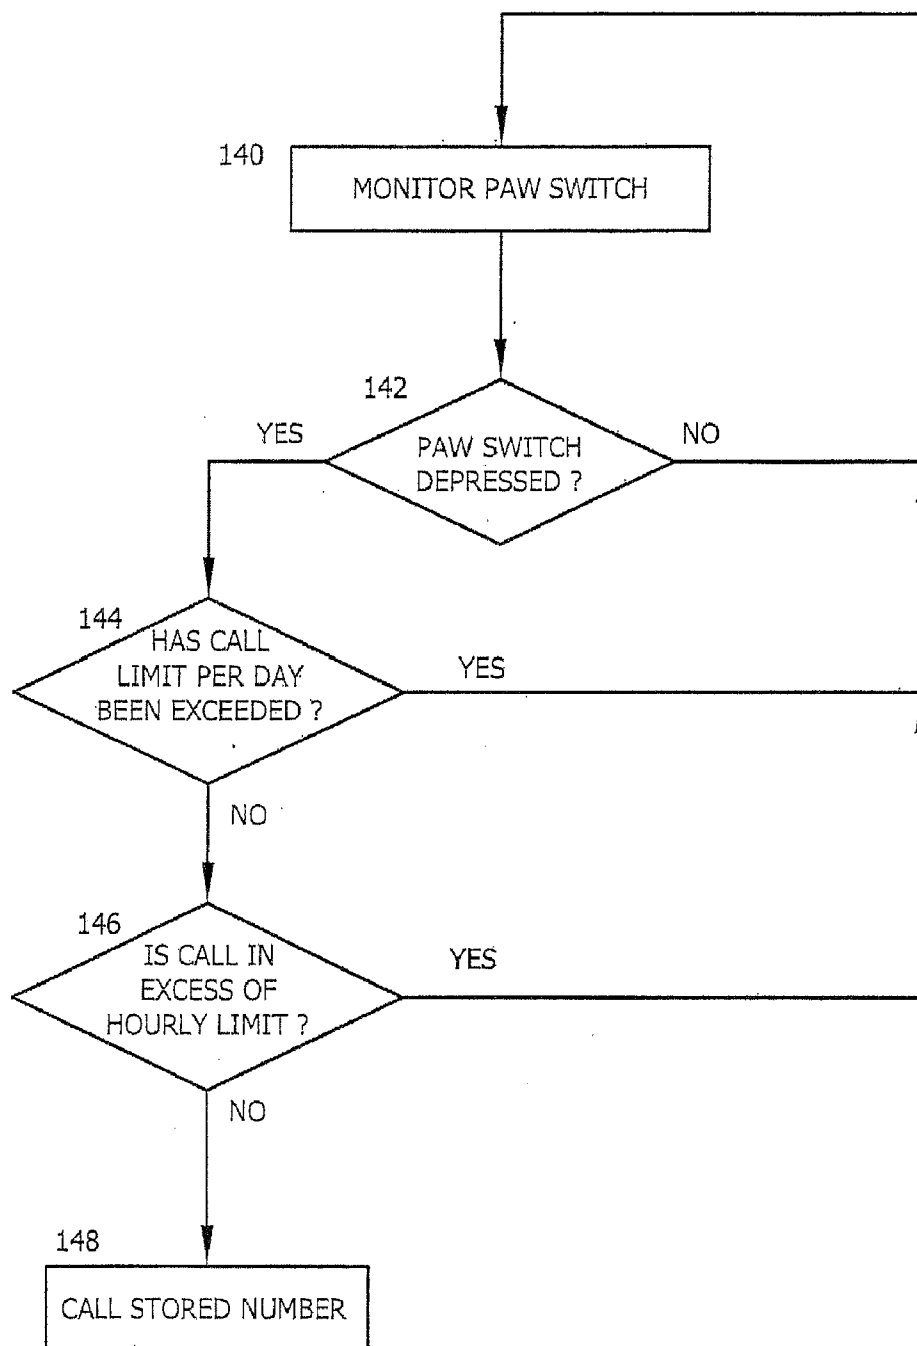 140
MONITOR PAW SWITCH
142
YES
PAW SWITCH
DEPRESSED ?
NO
144
HAS CALL
LIMIT PER DAY
BEEN EXCEEDED ?
YES
NO
146
IS CALL IN
EXCESS OF
HOURLY LIMIT ?
YES
NO
148
CALL STORED NUMBER